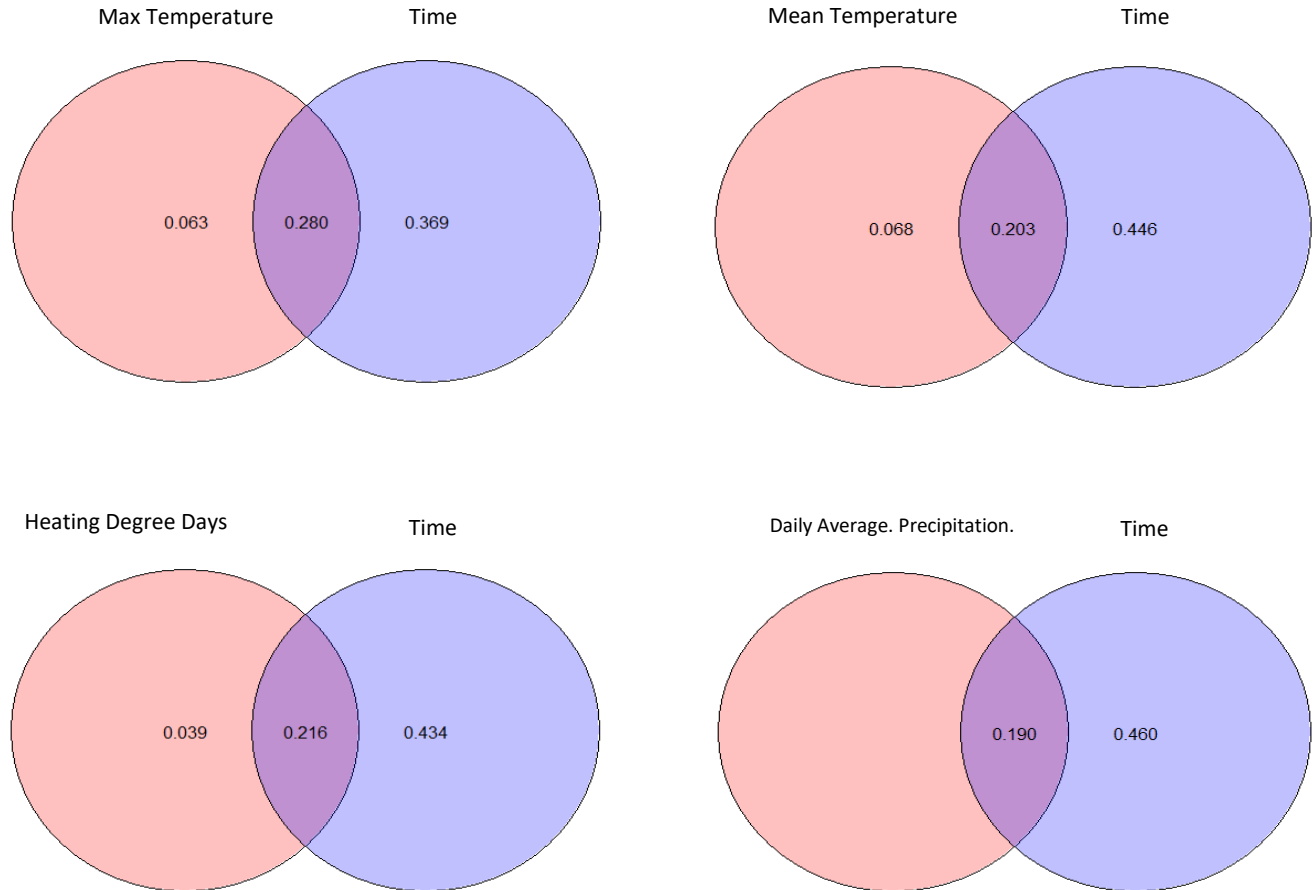 Max Temperature
Time
0.063
0.280
0.369
Mean Temperature
Time
0.068
0.203
0.446
Heating Degree Days
Time
0.039
0.216
0.434
Daily Average. Precipitation.
Time
0.190
0.460